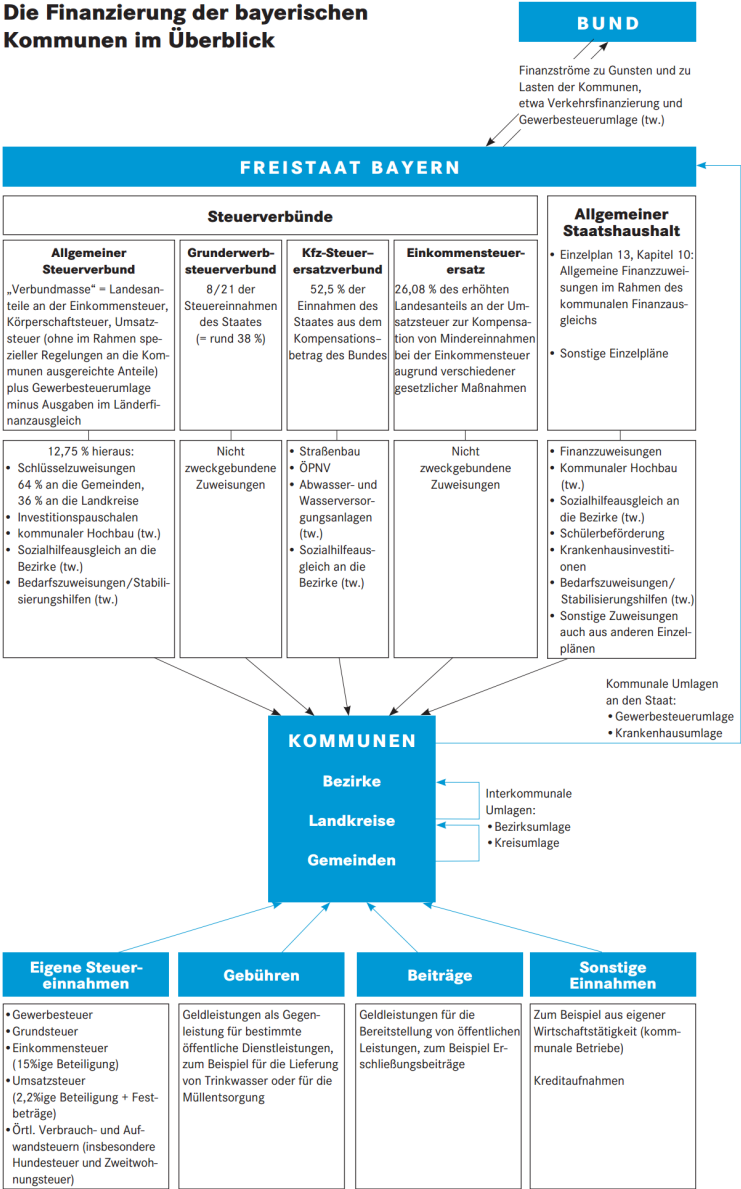 Die Finanzierung der bayerischen
Kommunen im Überblick
BUND
Finanzströme zu Gunsten und zu
Lasten der Kommunen,
etwa Verkehrsfinanzierung und
Gewerbesteuerumlage (tw.)
FREISTAAT BAYERN
Steuerverbünde
Allgemeiner
Steuerverbund
„Verbundmasse“ = Landesan-
teile an der Einkommensteuer,
Körperschaftsteuer, Umsatz-
steuer (ohne im Rahmen spe-
zieller Regelungen an die Kom-
munen ausgereichte Anteile)
plus Gewerbesteuerumlage
minus Ausgaben im Länderfi-
nanzausgleich
Grunderwerb-
steuerverbund
8/21 der
Steuereinnahmen
des Staates
(= rund 38 %)
Kfz-Steuer-
ersatzverbund
52,5 % der
Einnahmen des
Staates aus dem
Kompensations-
betrag des Bundes
Einkommensteuer-
ersatz
26,08 % des erhöhten
Landesanteils an der Um-
satzsteuer zur Kompensa-
tion von Mindereinnahmen
bei der Einkommensteuer
augrund verschiedener
gesetzlicher Maßnahmen
Allgemeiner
Staatshaushalt
• Einzelplan 13, Kapitel 10:
Allgemeine Finanzzuwei-
sungen im Rahmen des
kommunalen Finanzaus-
gleichs
• Sonstige Einzelpläne
12,75 % hieraus:
• Schlüsselzuweisungen
64 % an die Gemeinden,
36 % an die Landkreise
• Investitionspauschalen
• kommunaler Hochbau (tw.)
• Sozialhilfeausgleich an die
Bezirke (tw.)
• Bedarfszuweisungen/Stabili-
sierungshilfen (tw.)
Nicht
zweckgebundene
Zuweisungen
• Straßenbau
• ÖPNV
• Abwasser- und
Wasserversor-
gungsanlagen
(tw.)
• Sozialhilfeaus-
gleich an die
Bezirke (tw.)
Nicht
zweckgebundene
Zuweisungen
• Finanzzuweisungen
• Kommunaler Hochbau
(tw.)
• Sozialhilfeausgleich an
die Bezirke (tw.)
• Schülerbeförderung
• Krankenhausinvestiti-
onen
• Bedarfszuweisungen/
Stabilisierungshilfen (tw.)
• Sonstige Zuweisungen
auch aus anderen Einzel-
plänen
Kommunale Umlagen
an den Staat:
• Gewerbesteuerumlage
• Krankenhausumlage
KOMMUNEN
Bezirke
Landkreise
Gemeinden
Interkommunale
Umlagen:
• Bezirksumlage
• Kreisumlage
Eigene Steuer-
einnahmen
• Gewerbesteuer
• Grundsteuer
• Einkommensteuer
(15%ige Beteiligung)
• Umsatzsteuer
(2,2%ige Beteiligung + Fest-
beträge)
• Örtl. Verbrauch- und Auf-
wandsteuern (insbesondere
Hundesteuer und Zweitwoh-
nungsteuer)
Gebühren
Geldleistungen als Gegen-
leistung für bestimmte
öffentliche Dienstleistungen,
zum Beispiel für die Lieferung
von Trinkwasser oder für die
Müllentsorgung
Beiträge
Geldleistungen für die
Bereitstellung von öffentlichen
Leistungen, zum Beispiel Er-
schließungsbeiträge
Sonstige
Einnahmen
Zum Beispiel aus eigener
Wirtschaftstätigkeit (kom-
munale Betriebe)
Kreditaufnahmen